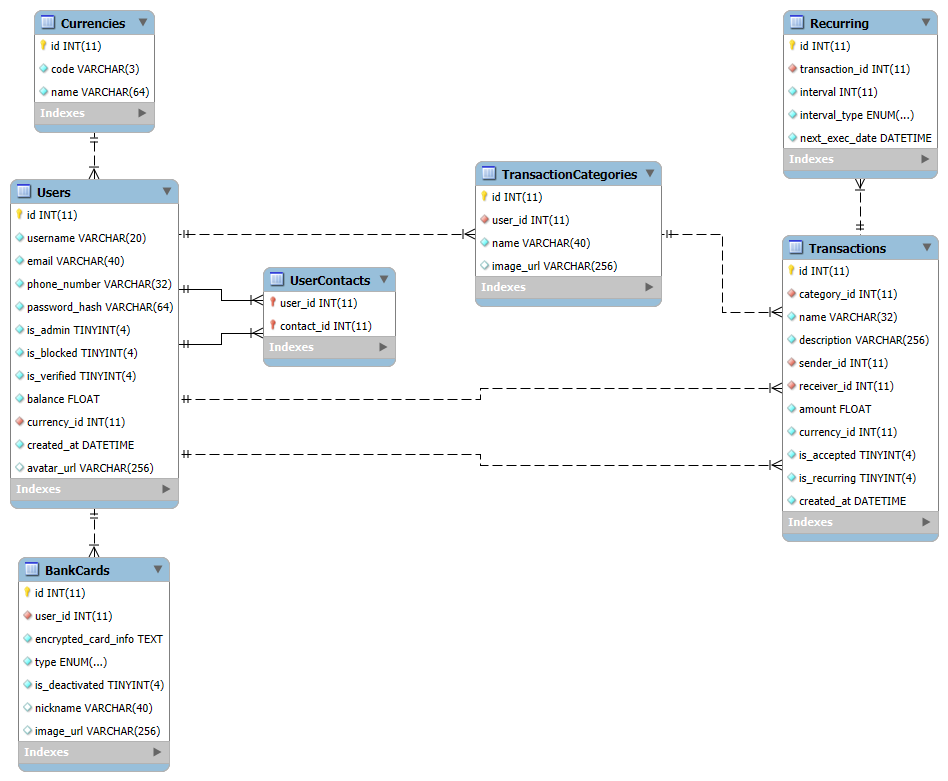 Currencies
id INT(11)
code VARCHAR(3)
name VARCHAR(64)
Indexes
Users
id INT(11)
username VARCHAR(20)
email VARCHAR(40)
phone_number VARCHAR(32)
password_hash VARCHAR(64)
is_admin TINYINT(4)
is_blocked TINYINT(4)
is_verified TINYINT(4)
balance FLOAT
currency_id INT(11)
created_at DATETIME
avatar_url VARCHAR(256)
Indexes
BankCards
id INT(11)
user_id INT(11)
encrypted_card_info TEXT
type ENUM(...)
is_deactivated TINYINT(4)
nickname VARCHAR(40)
image_url VARCHAR(256)
Indexes
UserContacts
user_id INT(11)
contact_id INT(11)
Indexes
TransactionCategories
id INT(11)
user_id INT(11)
name VARCHAR(40)
image_url VARCHAR(256)
Indexes
Recurring
id INT(11)
transaction_id INT(11)
interval INT(11)
interval_type ENUM(...)
next_exec_date DATETIME
Indexes
Transactions
id INT(11)
category_id INT(11)
name VARCHAR(32)
description VARCHAR(256)
sender_id INT(11)
receiver_id INT(11)
amount FLOAT
currency_id INT(11)
is_accepted TINYINT(4)
is_recurring TINYINT(4)
created_at DATETIME
Indexes